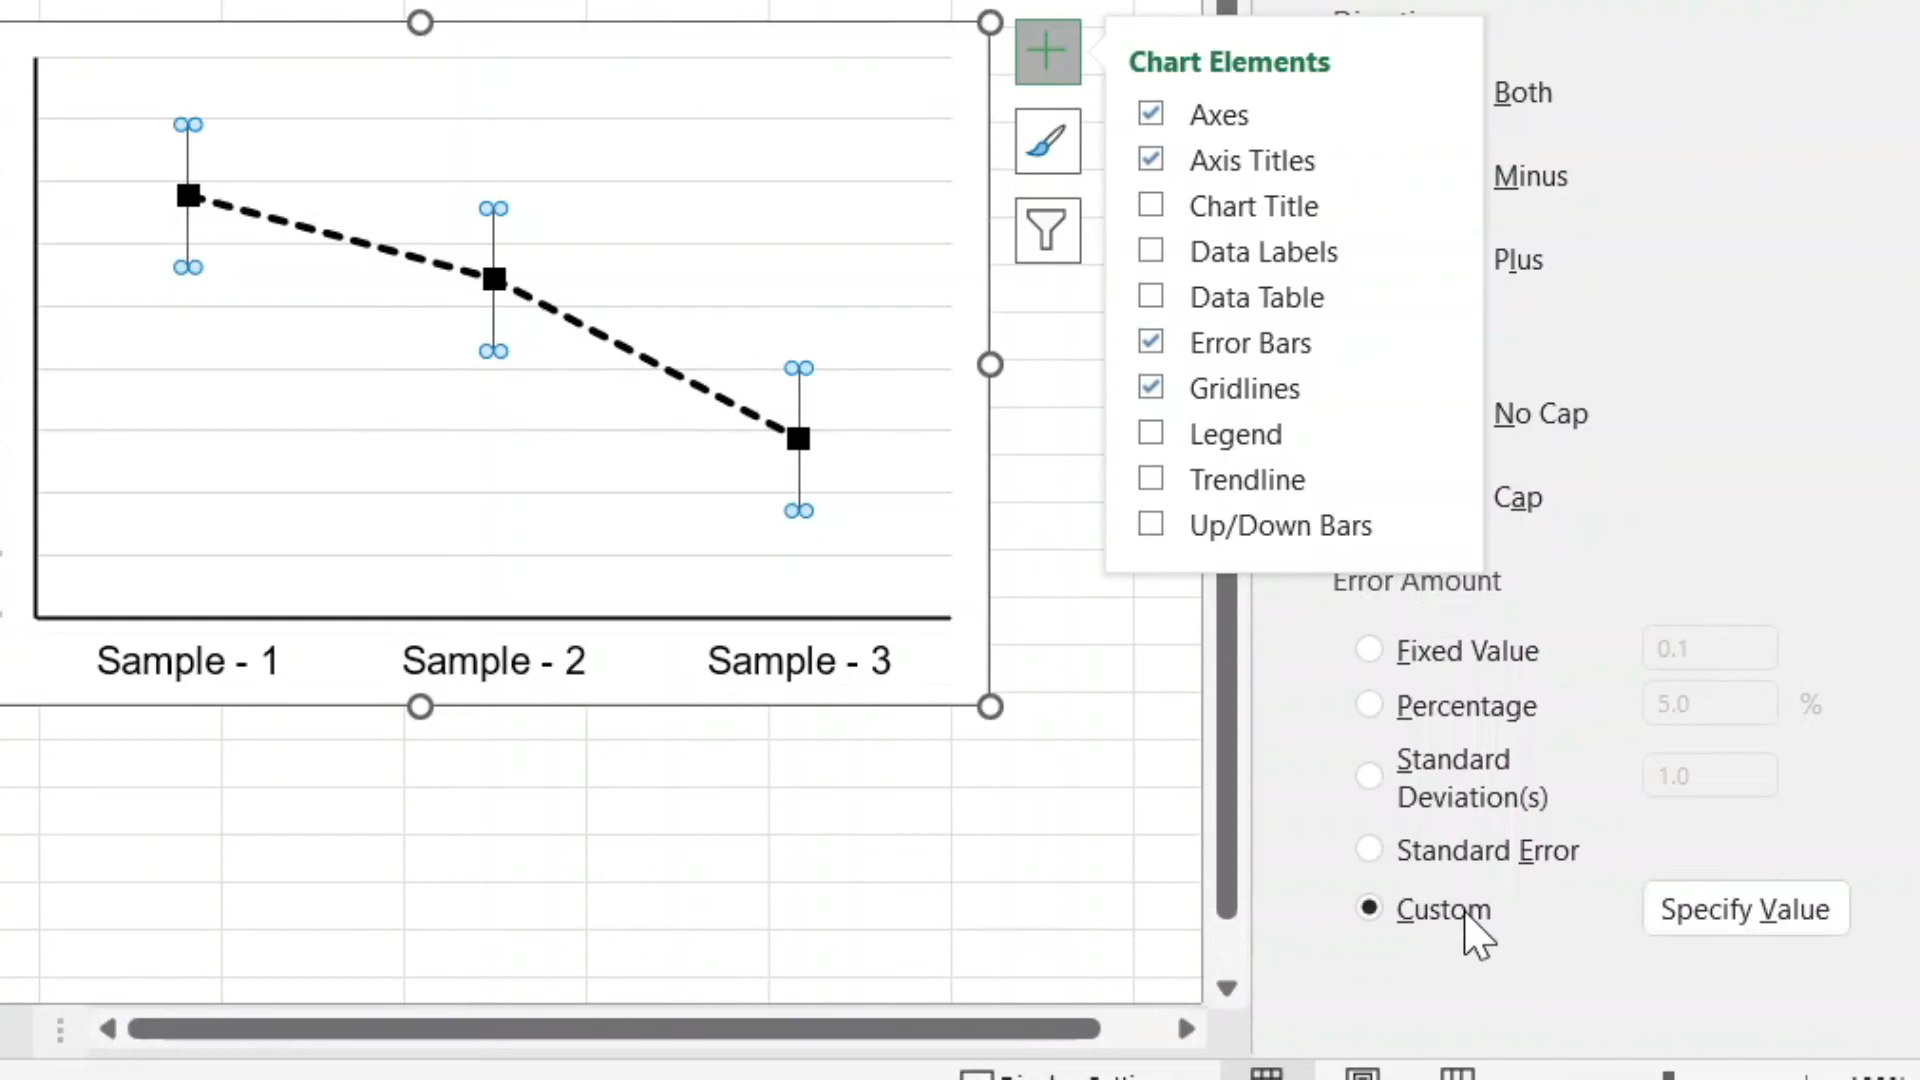 Chart Elements
Axes
Axis Titles
Chart Title
Data Labels
Data Table
Error Bars
Gridlines
Legend
Trendline
Up/Down Bars
Both
Minus
Plus
No Cap
Cap
Error Amount
Fixed Value 0.1
Percentage 5.0 %
Standard
Deviation(s) 1.0
Standard Error
Custom Specify Value
Sample - 1 Sample - 2 Sample - 3